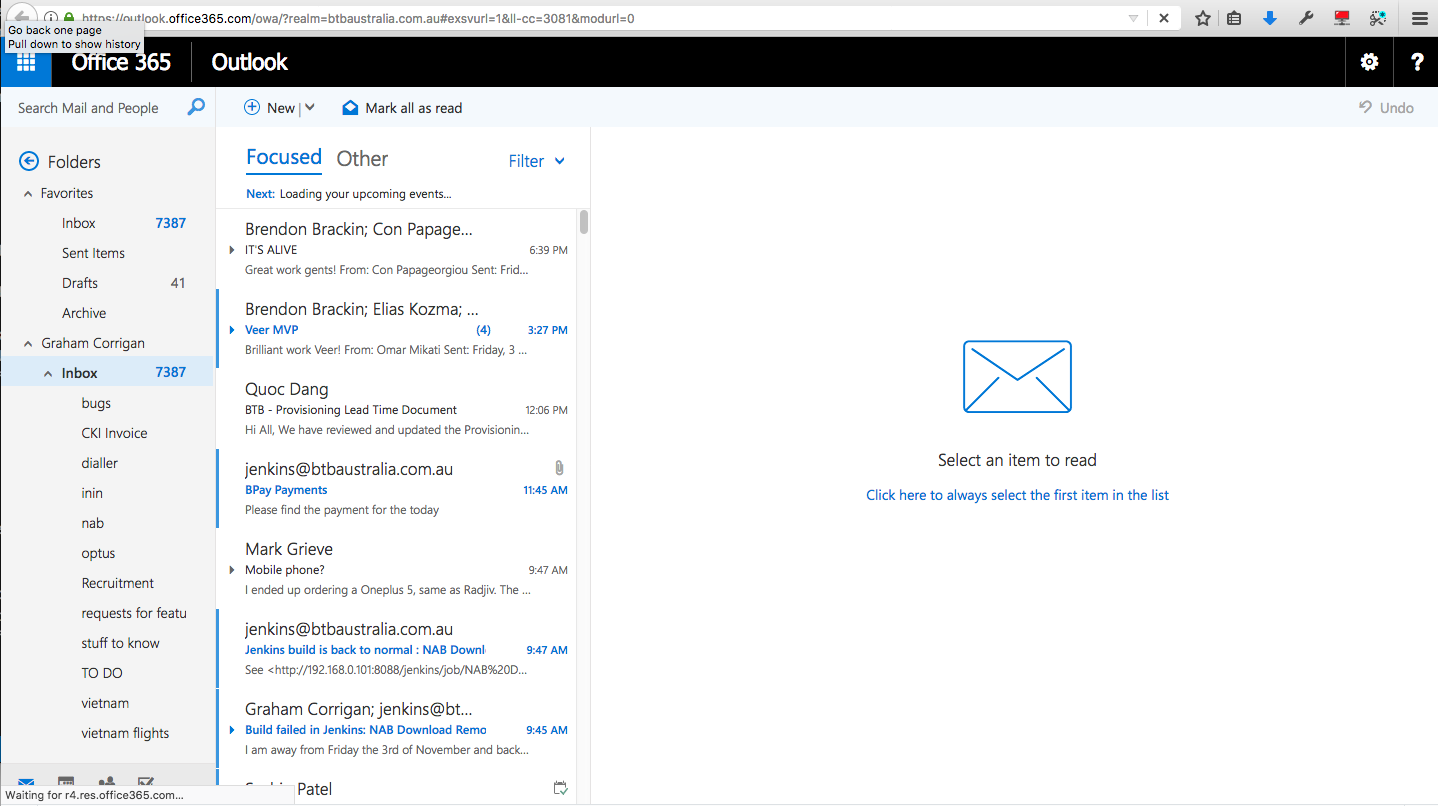 https://outlook.office365.com/owa/?realm=btbaustralia.com.au#exsvurl=1&ll-cc=3081&modurl=0
Go back one page
Pull down to show history
Office 365
Outlook
?
Search Mail and People
New
Mark all as read
Undo
Folders
Favorites
Inbox 7387
Sent Items
Drafts 41
Archive
Graham Corrigan
Inbox 7387
bugs
CKI Invoice
dialler
inin
nab
optus
Recruitment
requests for featu
stuff to know
TO DO
vietnam
vietnam flights
Waiting for r4.res.office365.com...
Focused Other Filter
Next: Loading your upcoming events...
Brendon Brackin; Con Papage...
IT'S ALIVE 6:39 PM
Great work gents! From: Con Papageorgiou Sent: Frid...
Brendon Brackin; Elias Kozma; ...
Veer MVP (4) 3:27 PM
Brilliant work Veer! From: Omar Mikati Sent: Friday, 3 ...
Quoc Dang
BTB - Provisioning Lead Time Document 12:06 PM
Hi All, We have reviewed and updated the Provisionin...
jenkins@btbaustralia.com.au
BPay Payments 11:45 AM
Please find the payment for the today
Mark Grieve
Mobile phone? 9:47 AM
I ended up ordering a Oneplus 5, same as Radjiv. The ...
jenkins@btbaustralia.com.au
Jenkins build is back to normal : NAB Downl 9:47 AM
See <http://192.168.0.101:8088/jenkins/job/NAB%20D...
Graham Corrigan; jenkins@bt...
Build failed in Jenkins: NAB Download Remo 9:45 AM
I am away from Friday the 3rd of November and back...
Patel
Select an item to read
Click here to always select the first item in the list